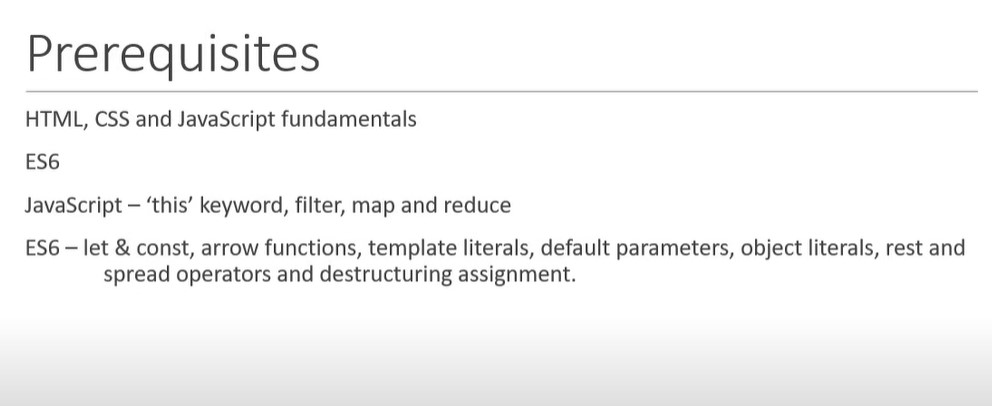 Prerequisites
HTML, CSS and JavaScript fundamentals
ES6
JavaScript – ‘this’ keyword, filter, map and reduce
ES6 – let & const, arrow functions, template literals, default parameters, object literals, rest and
spread operators and destructuring assignment.